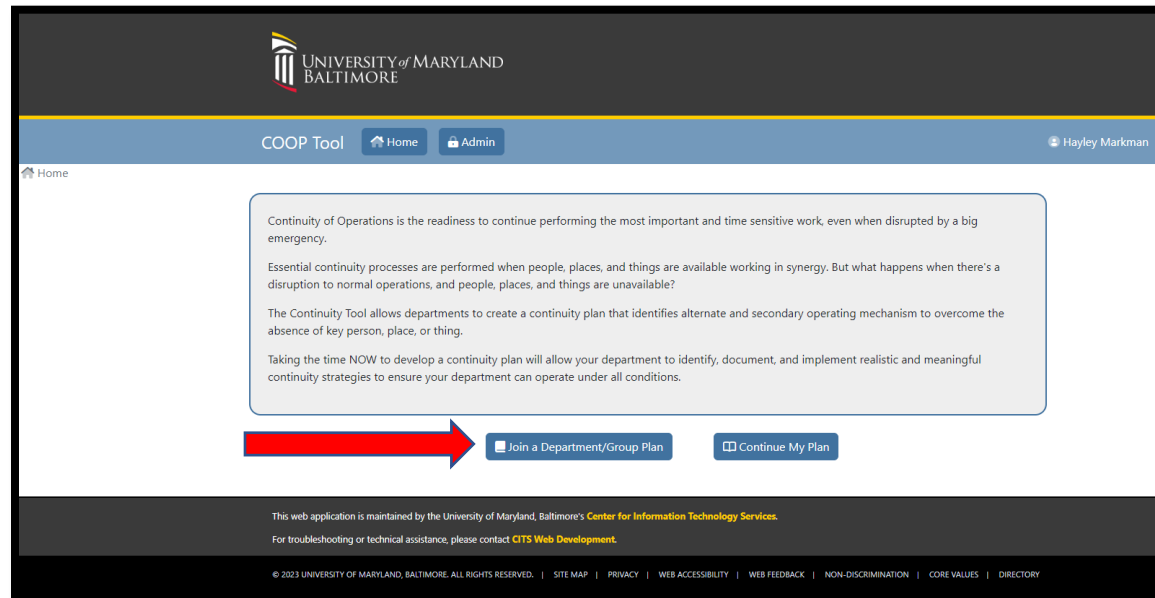 UNIVERSITY of MARYLAND
BALTIMORE
COOP Tool Home Admin Hayley Markman
Home
Continuity of Operations is the readiness to continue performing the most important and time sensitive work, even when disrupted by a big
emergency.
Essential continuity processes are performed when people, places, and things are available working in synergy. But what happens when there's a
disruption to normal operations, and people, places, and things are unavailable?
The Continuity Tool allows departments to create a continuity plan that identifies alternate and secondary operating mechanism to overcome the
absence of key person, place, or thing.
Taking the time NOW to develop a continuity plan will allow your department to identify, document, and implement realistic and meaningful
continuity strategies to ensure your department can operate under all conditions.
Join a Department/Group Plan Continue My Plan
This web application is maintained by the University of Maryland, Baltimore's Center for Information Technology Services.
For troubleshooting or technical assistance, please contact CITS Web Development.
© 2023 UNIVERSITY OF MARYLAND, BALTIMORE. ALL RIGHTS RESERVED. | SITE MAP | PRIVACY | WEB ACCESSIBILITY | WEB FEEDBACK | NON-DISCRIMINATION | CORE VALUES | DIRECTORY